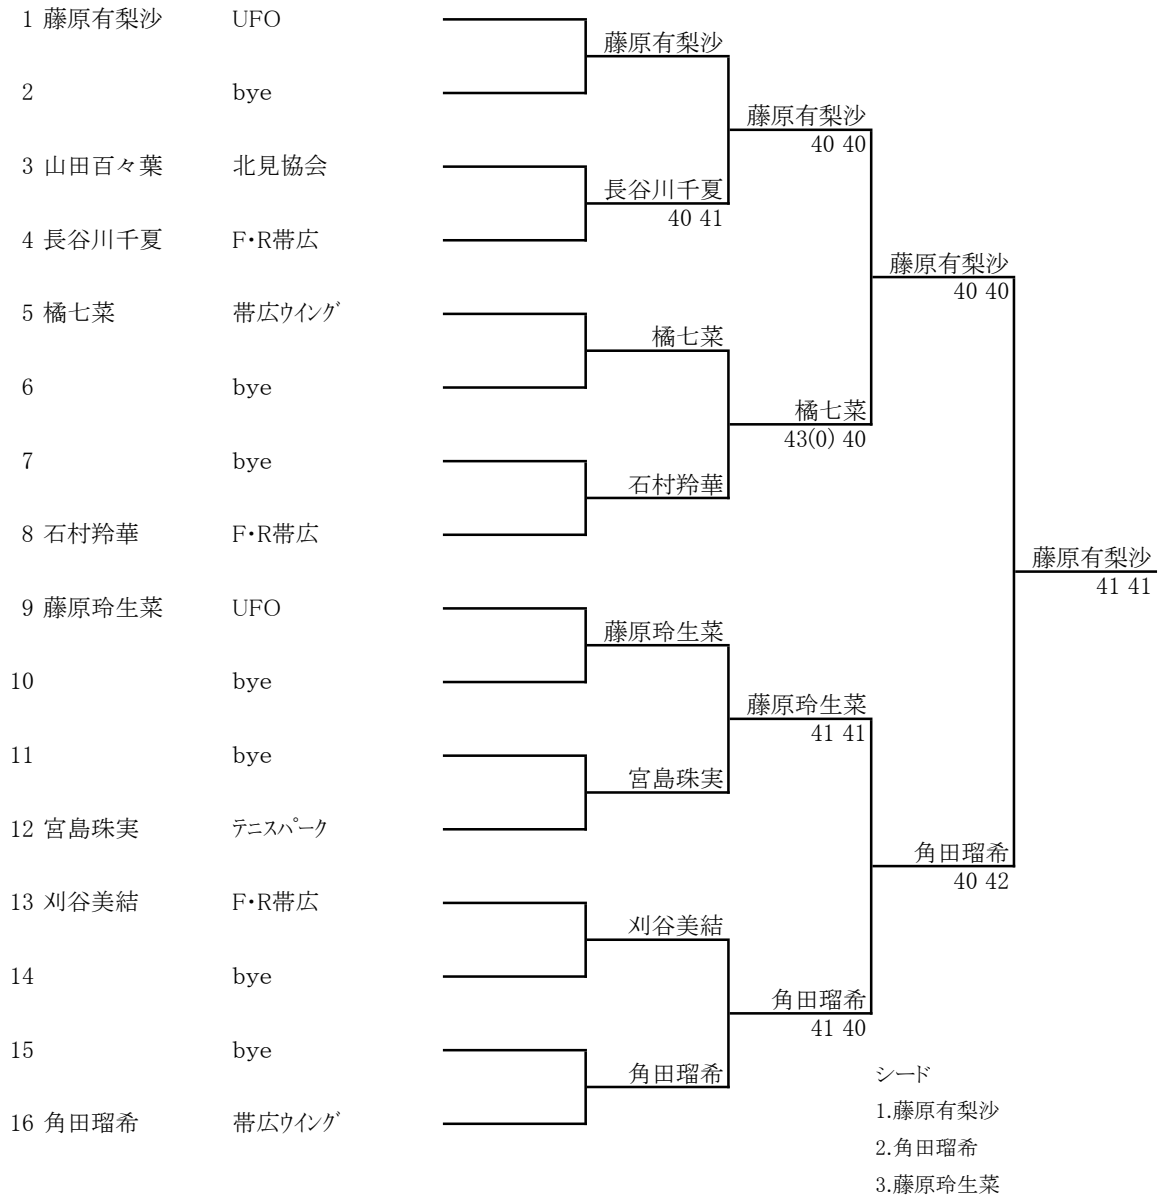 1 藤原有梨沙 UFO
藤原有梨沙
2 bye
藤原有梨沙
40 40
3 山田百々葉 北見協会
長谷川千夏
40 41
4 長谷川千夏 F・R帯広
藤原有梨沙
40 40
5 橘七菜 帯広ウイング
橘七菜
6 bye
橘七菜
43(0) 40
7 bye
石村羚華
8 石村羚華 F・R帯広
藤原有梨沙
41 41
9 藤原玲生菜 UFO
藤原玲生菜
10 bye
藤原玲生菜
41 41
11 bye
宮島珠実
12 宮島珠実 テニスパーク
角田瑠希
40 42
13 刈谷美結 F・R帯広
刈谷美結
14 bye
角田瑠希
41 40
15 bye
角田瑠希
16 角田瑠希 帯広ウイング
シード
1.藤原有梨沙
2.角田瑠希
3.藤原玲生菜